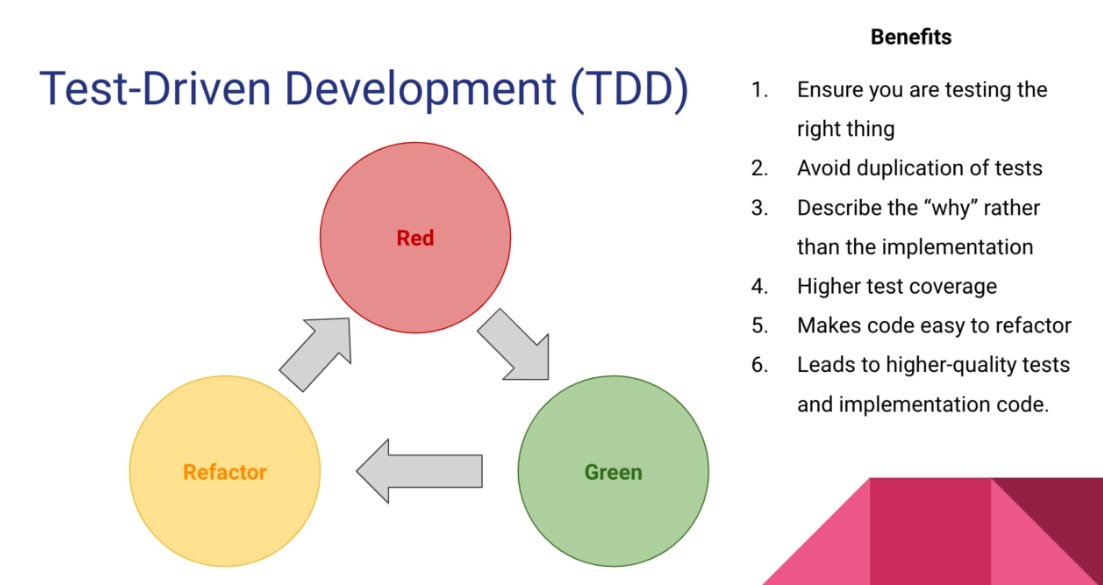 Test-Driven Development (TDD)
Red
Green
Refactor
Benefits
1. Ensure you are testing the
right thing
2. Avoid duplication of tests
3. Describe the “why” rather
than the implementation
4. Higher test coverage
5. Makes code easy to refactor
6. Leads to higher-quality tests
and implementation code.